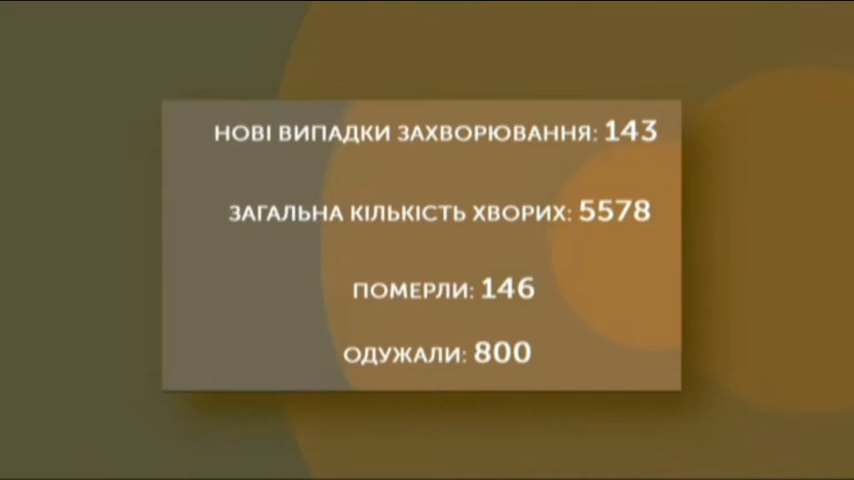 НОВІ ВИПАДКИ ЗАХВОРЮВАННЯ: 143
ЗАГАЛЬНА КІЛЬКІСТЬ ХВОРИХ: 5578
ПОМЕРЛИ: 146
ОДУЖАЛИ: 800